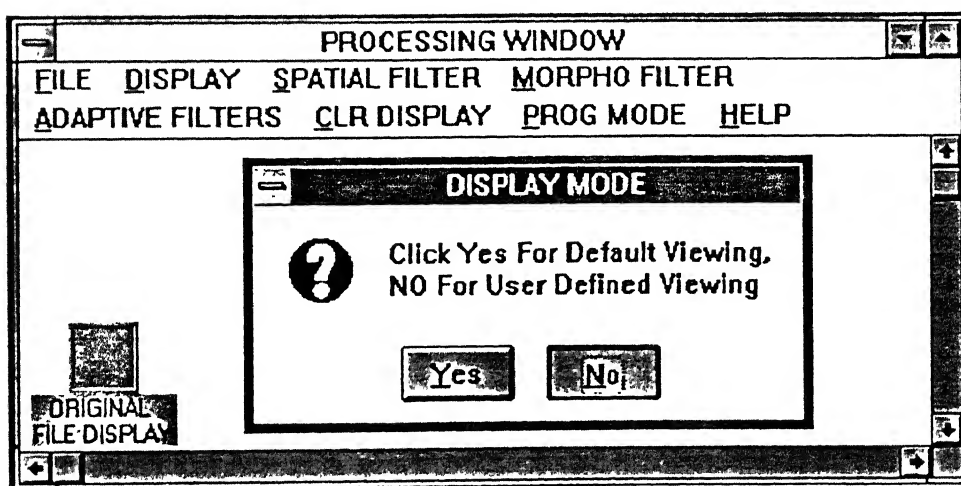 PROCESSING WINDOW
FILE DISPLAY SPATIAL FILTER MORPHO FILTER
ADAPTIVE FILTERS CLR DISPLAY PROG MODE HELP
DISPLAY MODE
Click Yes For Default Viewing,
NO For User Defined Viewing
Yes No
ORIGINAL
FILE DISPLAY